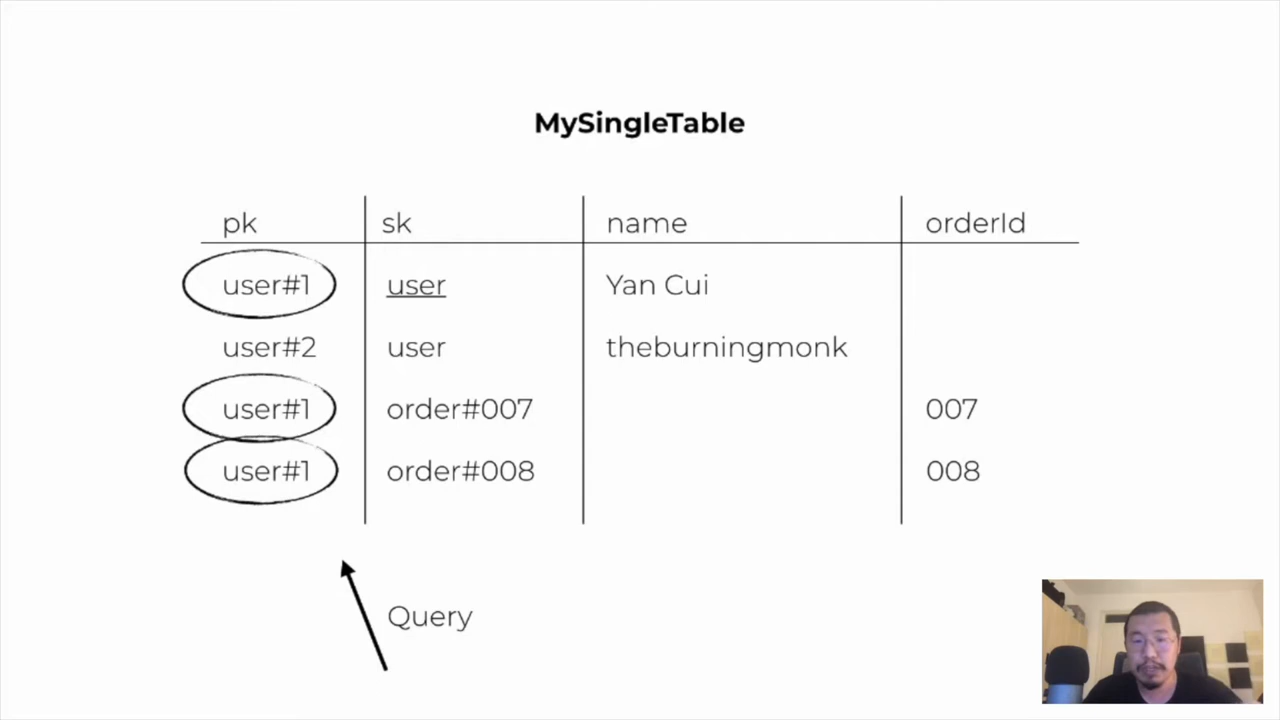 MySingleTable
pk sk name orderId
user#1 user Yan Cui
user#2 user theburningmonk
user#1 order#007 007
user#1 order#008 008
Query